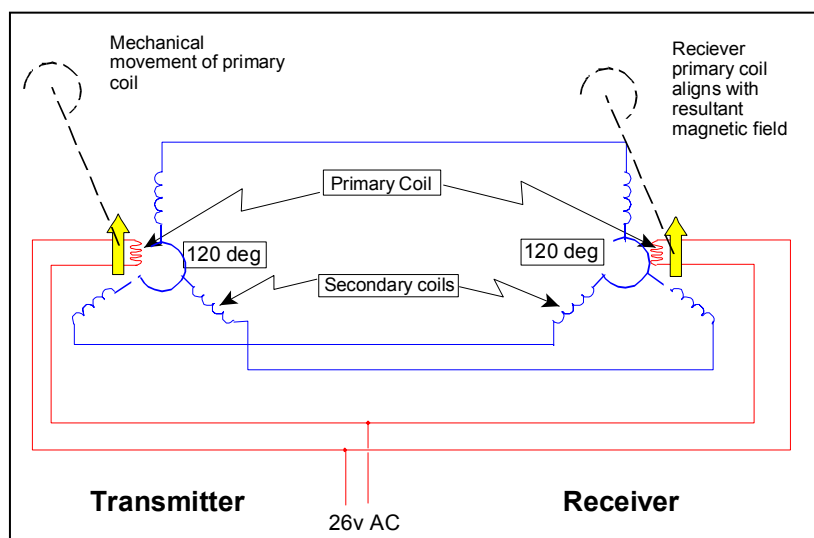 Mechanical
movement of primary
coil
Reciever
primary coil
aligns with
resultant
magnetic field
Primary Coil
120 deg
120 deg
Secondary coils
Transmitter
Receiver
26v AC